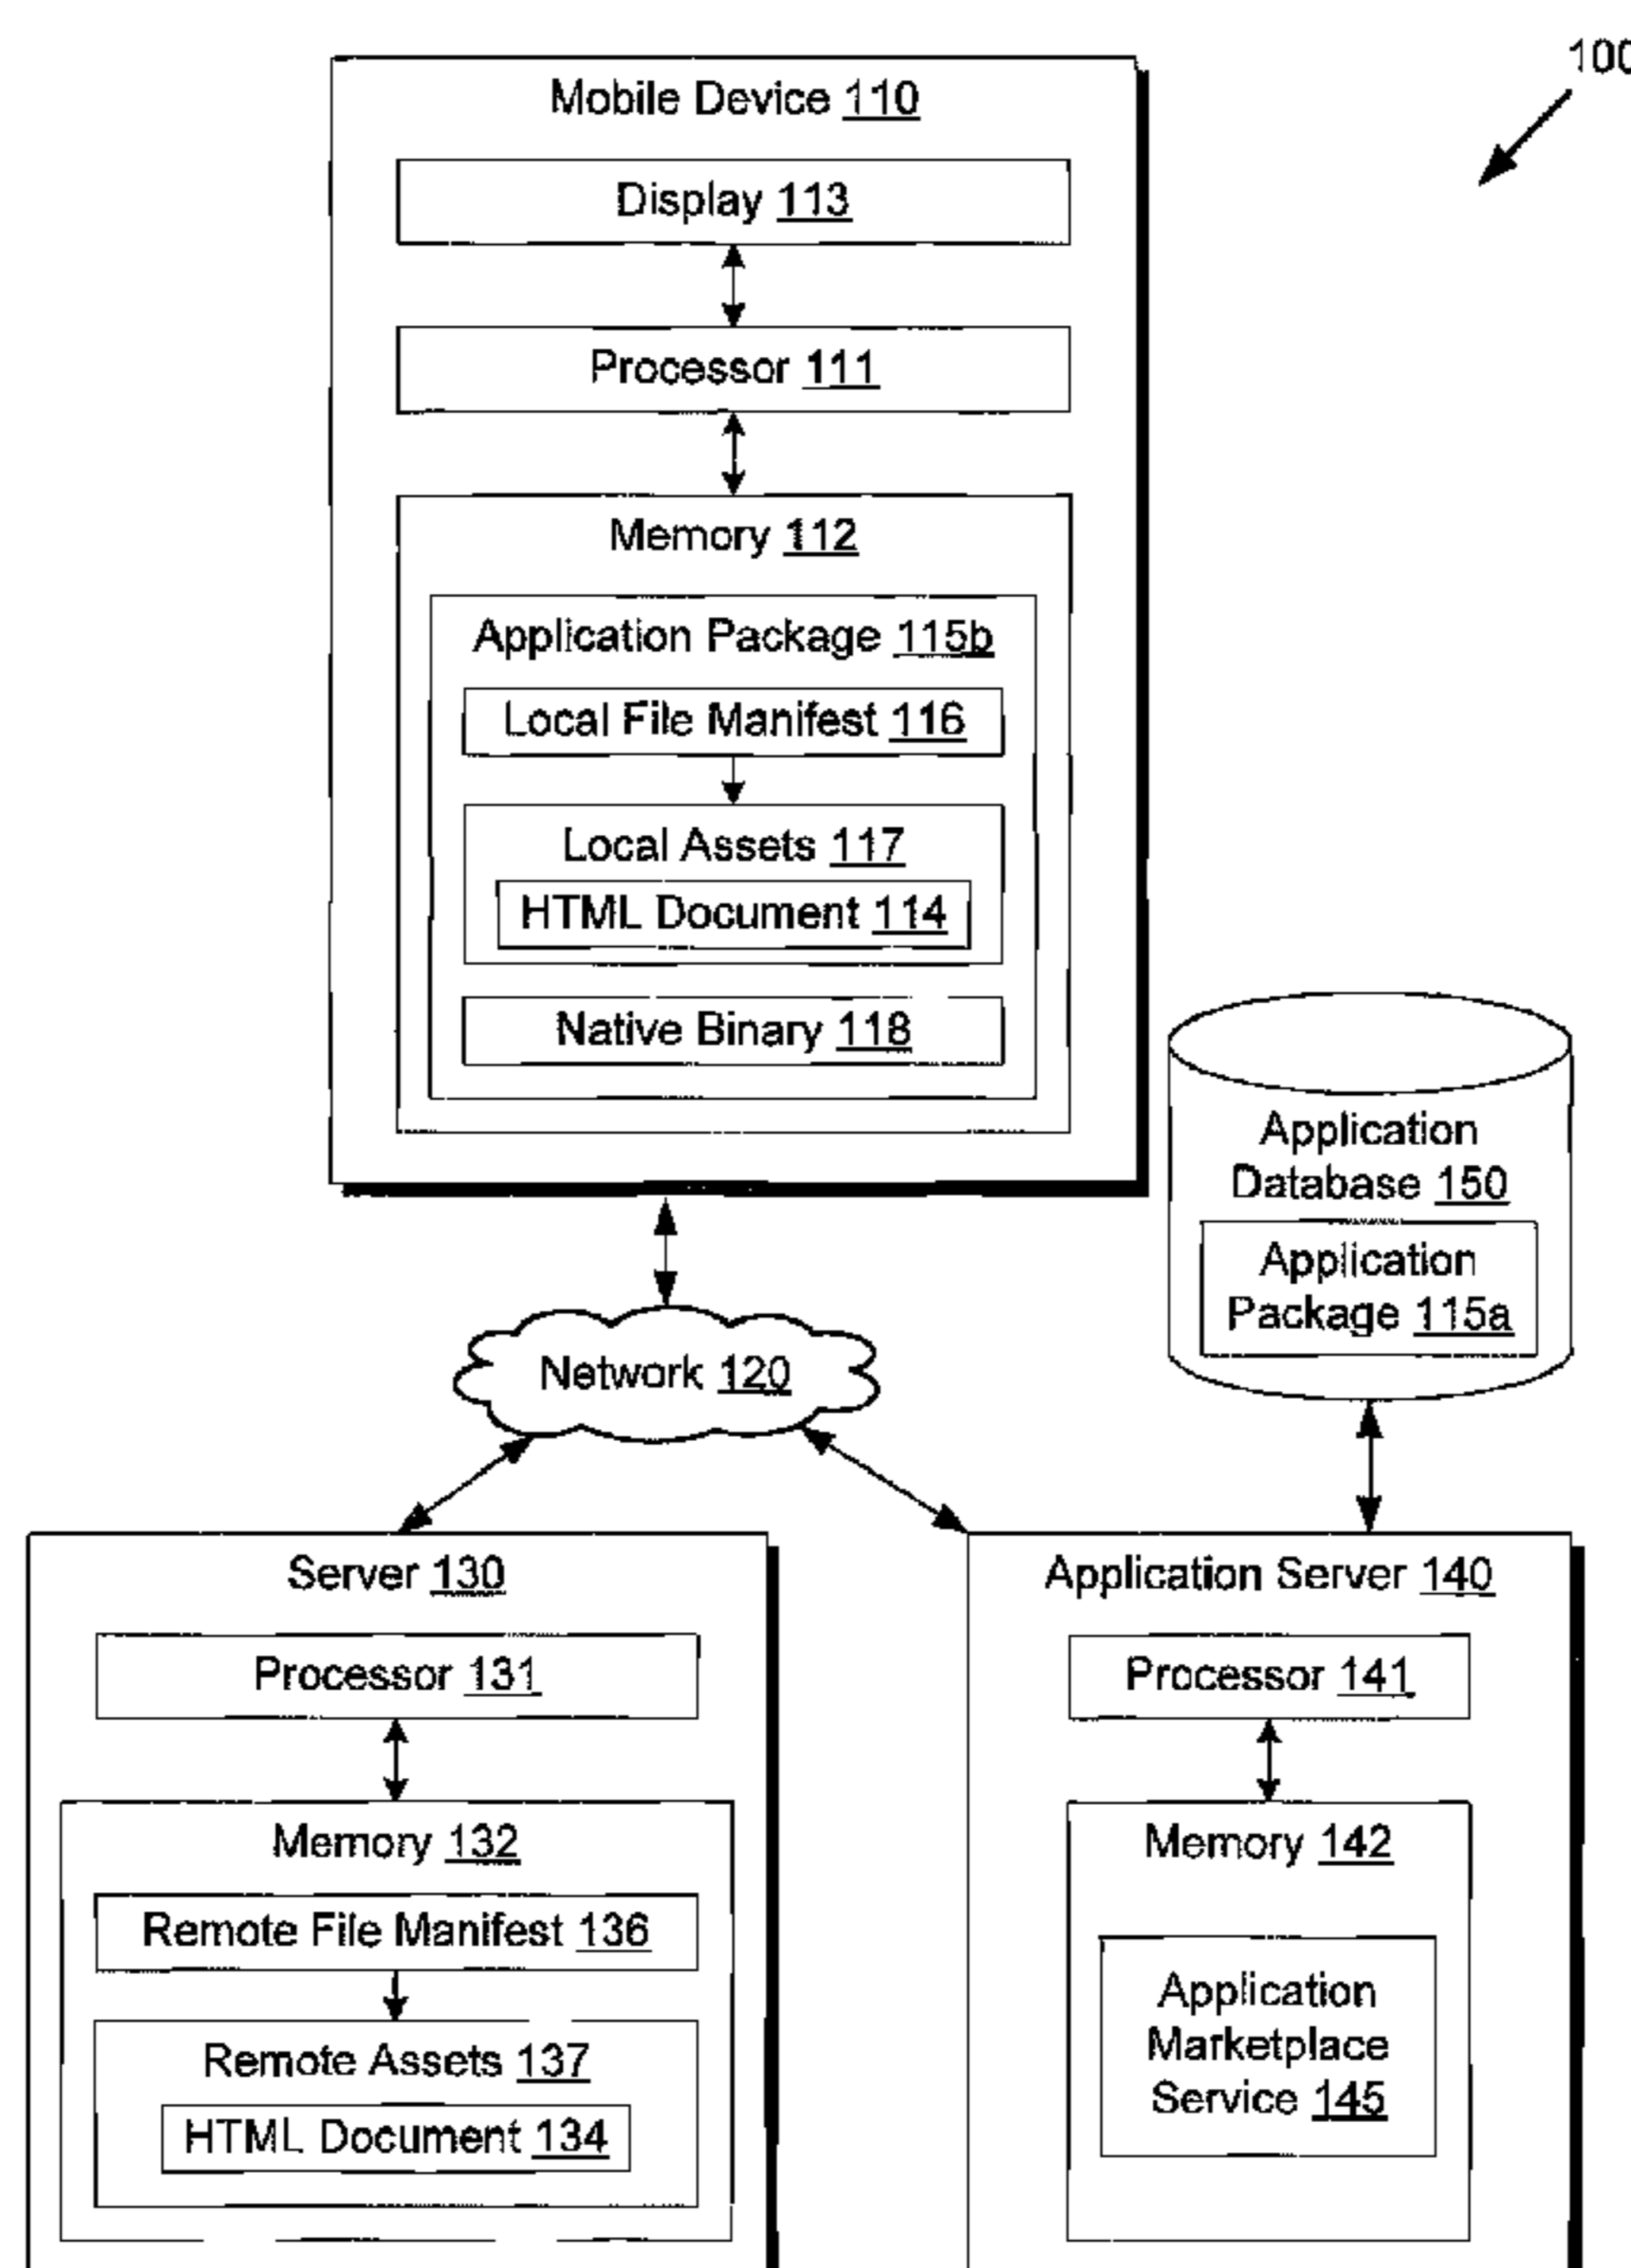 100
Mobile Device 110
Display 113
Processor 111
Memory 112
Application Package 115b
Local File Manifest 116
Local Assets 117
HTML Document 114
Native Binary 118
Application
Database 150
Application
Package 115a
Network 120
Server 130
Processor 131
Memory 132
Remote File Manifest 136
Remote Assets 137
HTML Document 134
Application Server 140
Processor 141
Memory 142
Application
Marketplace
Service 145